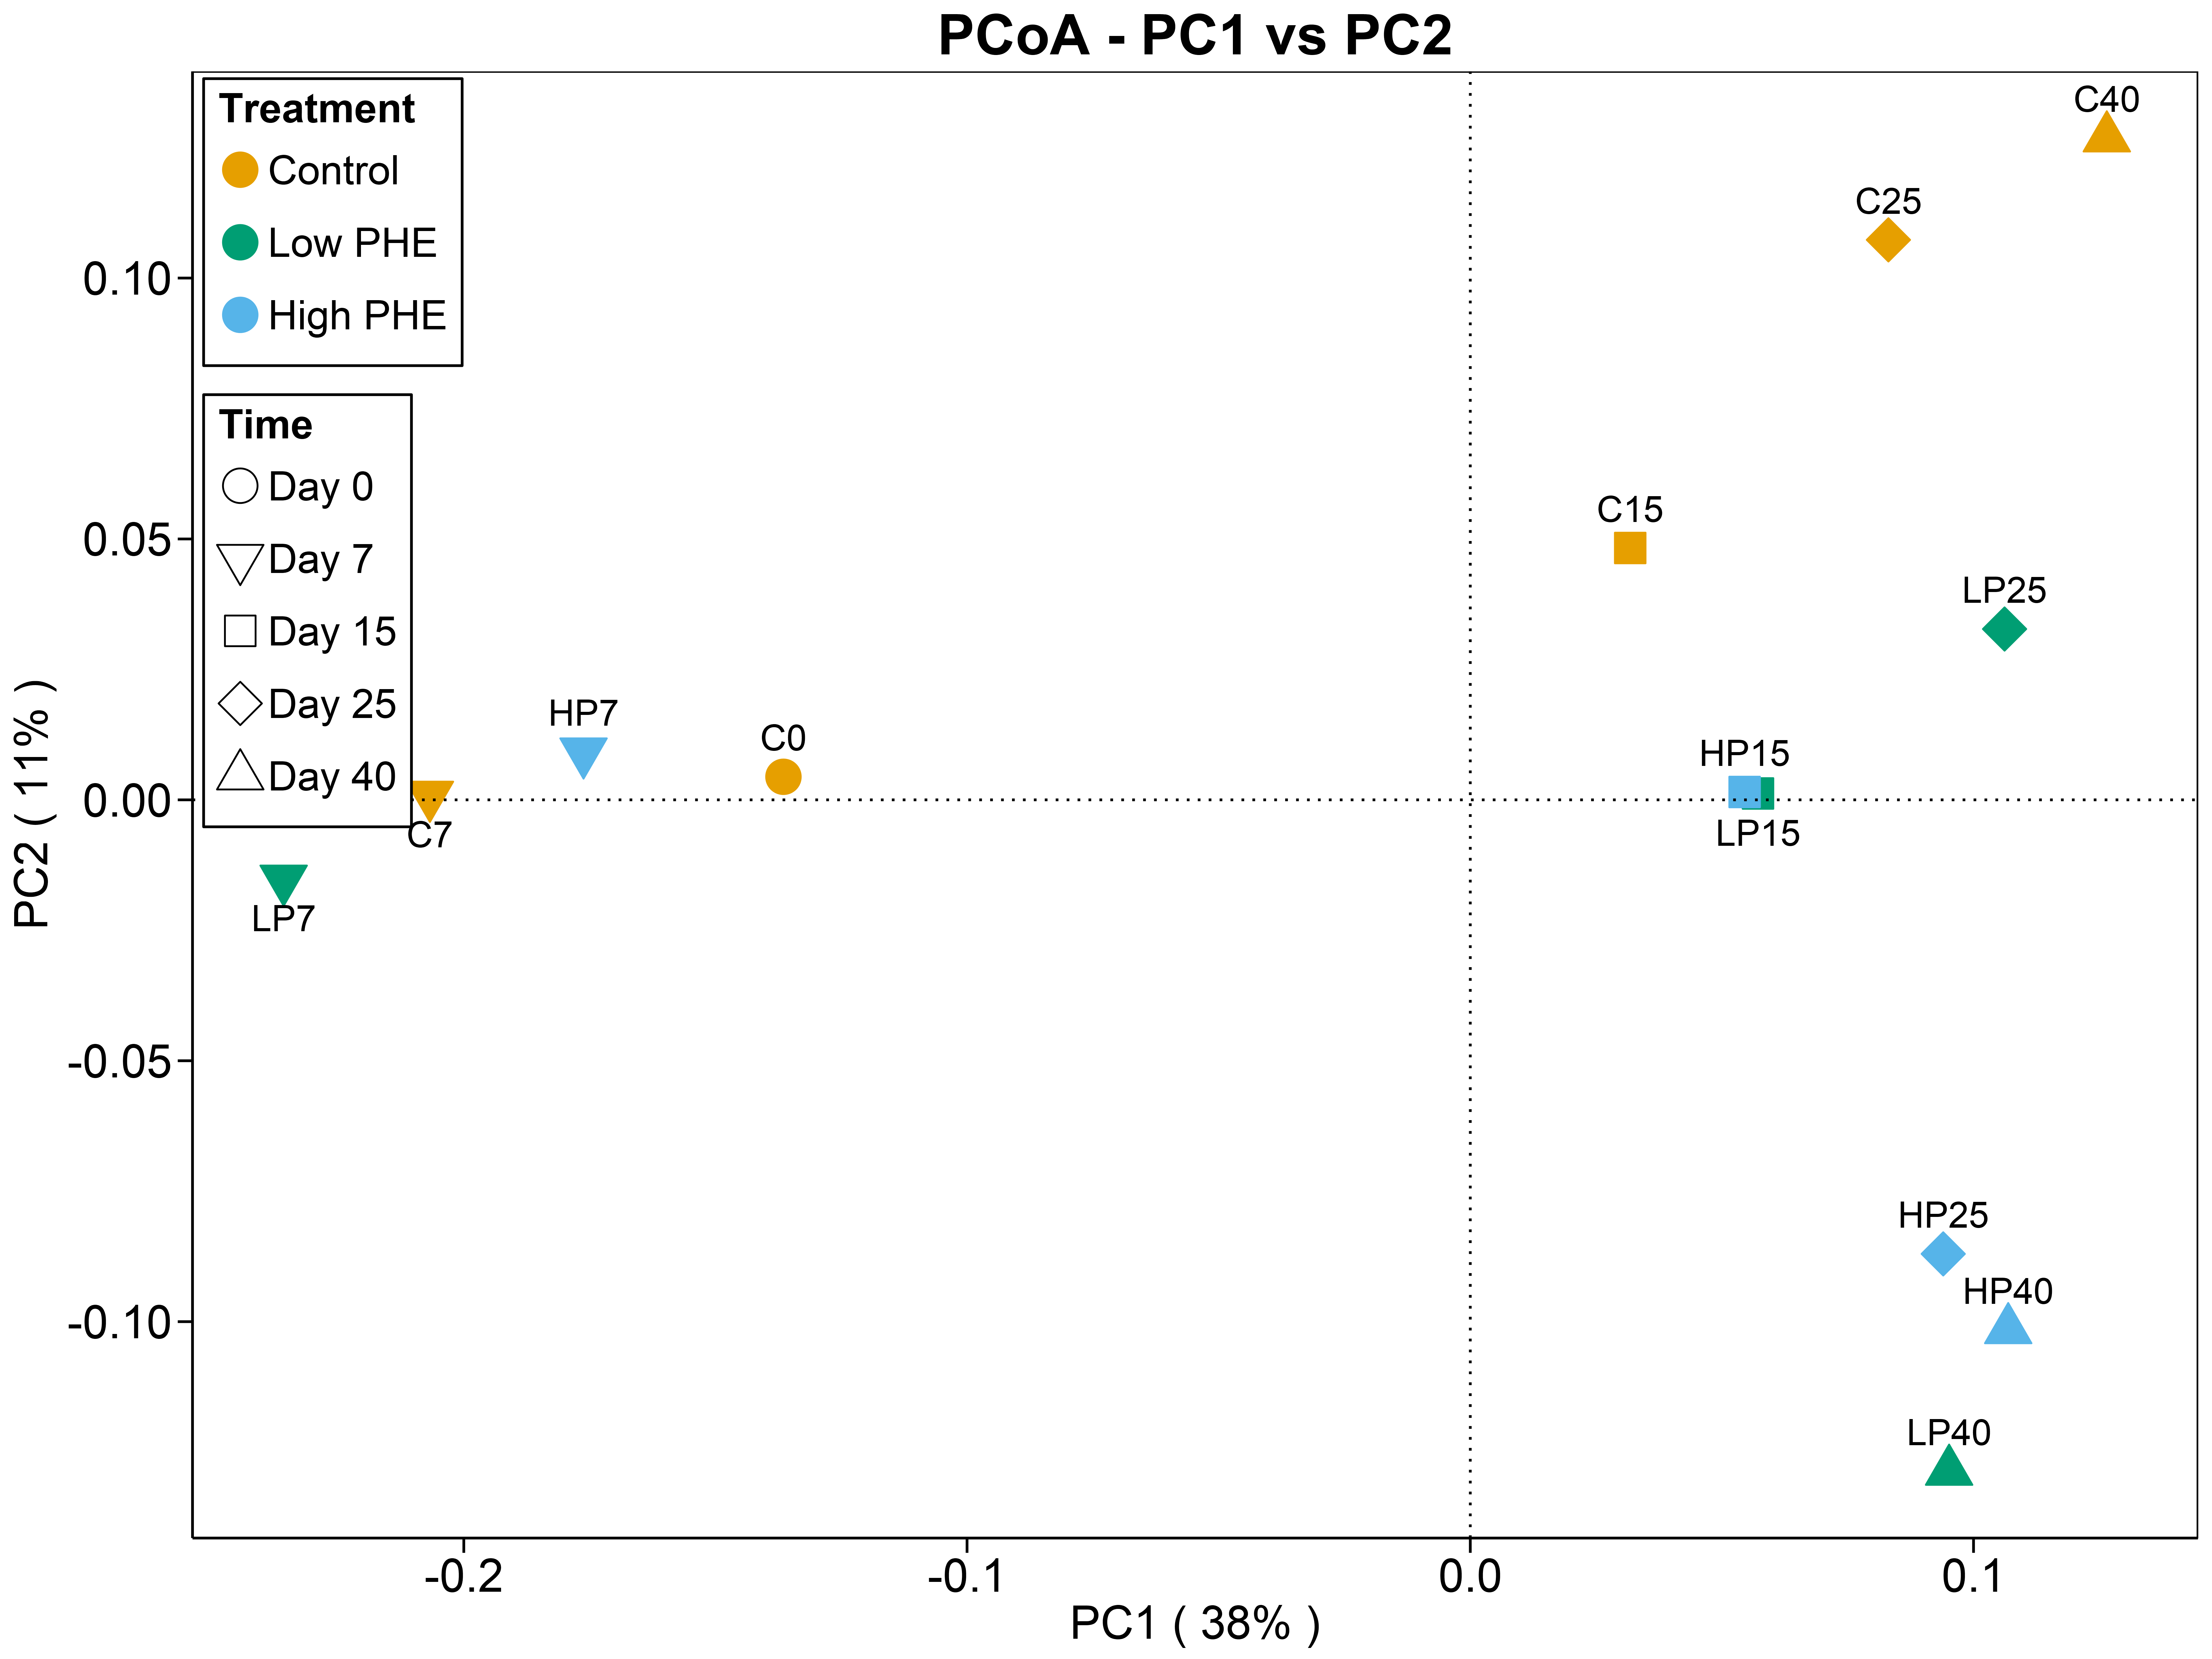 PCoA - PC1 vs PC2
Treatment
Control
Low PHE
High PHE
Time
Day 0
Day 7
Day 15
Day 25
Day 40
C40
C25
C15
LP25
HP7
C0
HP15
C7
LP15
LP7
HP25
HP40
LP40
0.10
0.05
0.00
-0.05
-0.10
PC2 ( 11% )
-0.2
-0.1
0.0
0.1
PC1 ( 38% )